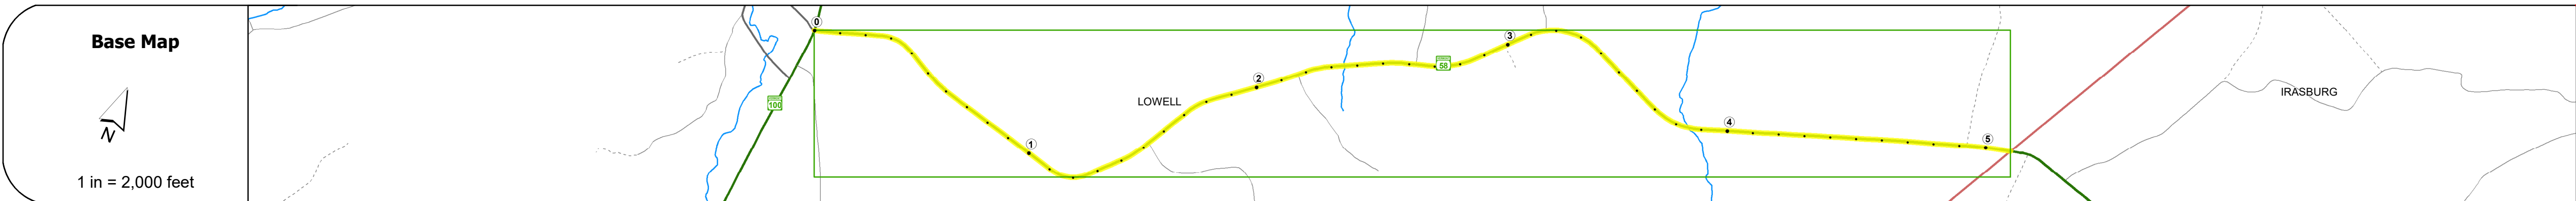 Base Map
N
1 in = 2,000 feet
0
100
1
LOWELL
2
58
3
4
5
IRASBURG